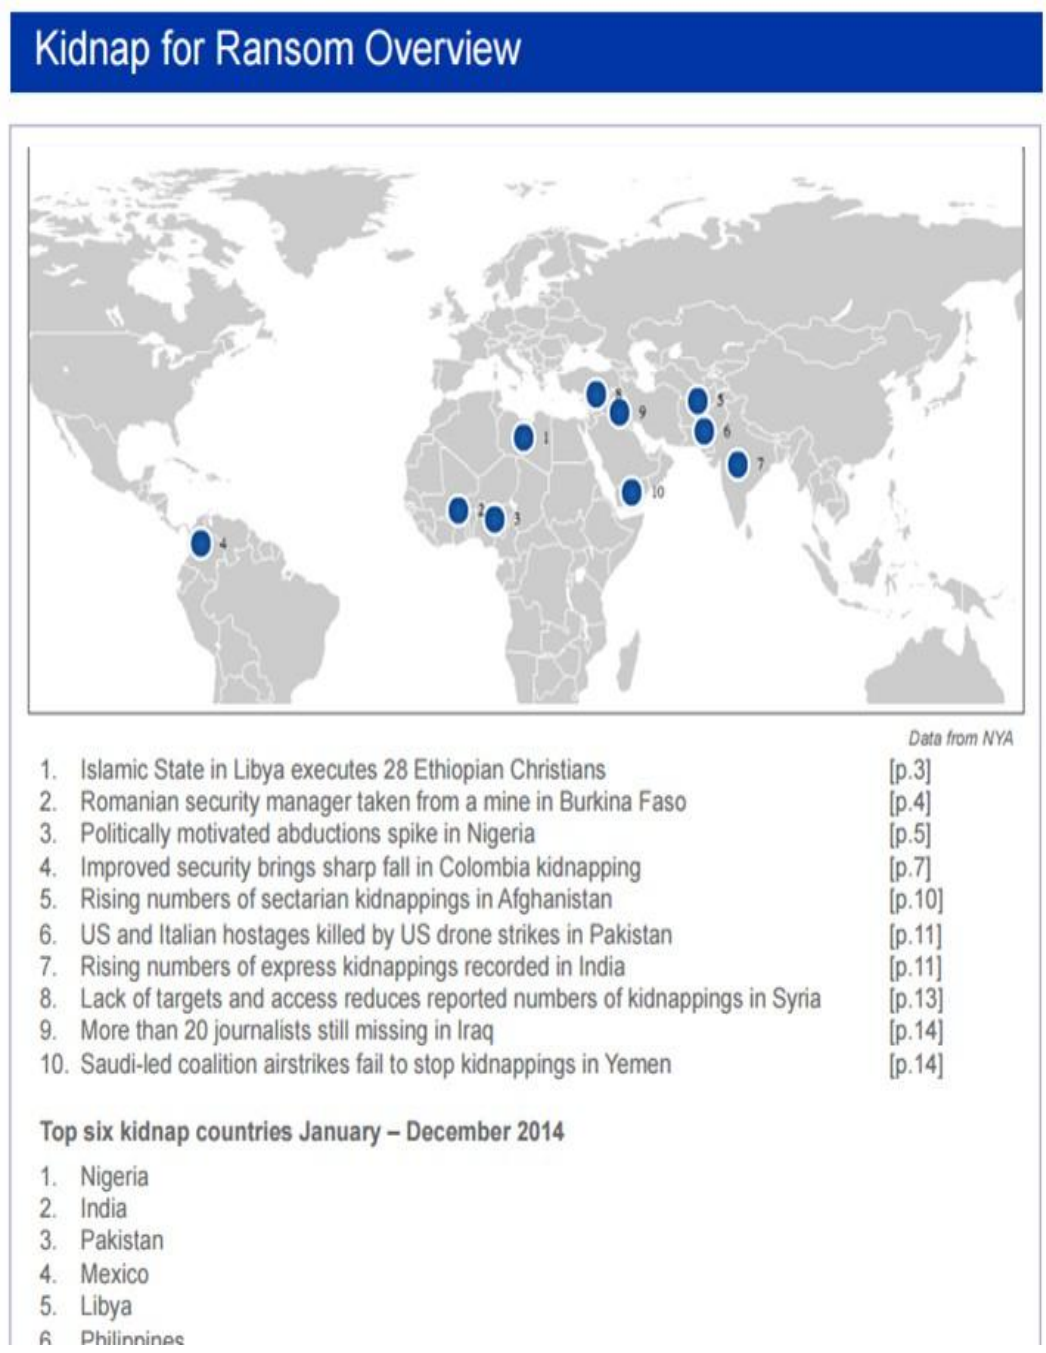 Kidnap for Ransom Overview
8
5
9
6
1
7
10
2
3
4
Data from NYA
1. Islamic State in Libya executes 28 Ethiopian Christians [p.3]
2. Romanian security manager taken from a mine in Burkina Faso [p.4]
3. Politically motivated abductions spike in Nigeria [p.5]
4. Improved security brings sharp fall in Colombia kidnapping [p.7]
5. Rising numbers of sectarian kidnappings in Afghanistan [p.10]
6. US and Italian hostages killed by US drone strikes in Pakistan [p.11]
7. Rising numbers of express kidnappings recorded in India [p.11]
8. Lack of targets and access reduces reported numbers of kidnappings in Syria [p.13]
9. More than 20 journalists still missing in Iraq [p.14]
10. Saudi-led coalition airstrikes fail to stop kidnappings in Yemen [p.14]
Top six kidnap countries January – December 2014
1. Nigeria
2. India
3. Pakistan
4. Mexico
5. Libya
6. Philippines